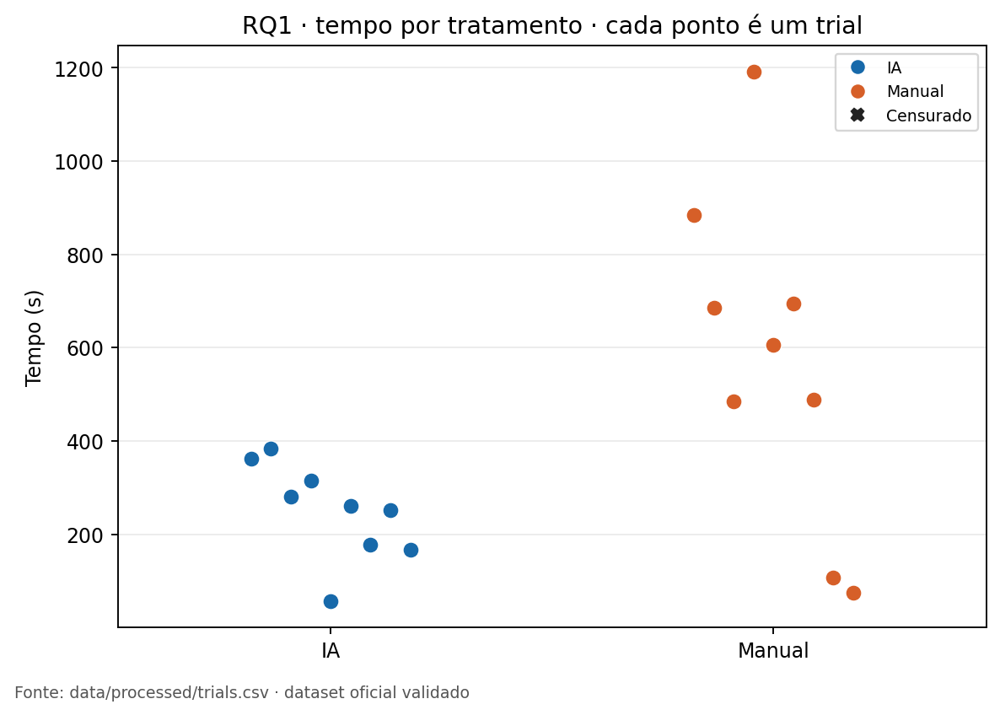 RQ1 · tempo por tratamento · cada ponto é um trial
IA
Manual
Censurado
Tempo (s)
1200
1000
800
600
400
200
IA
Manual
Fonte: data/processed/trials.csv · dataset oficial validado